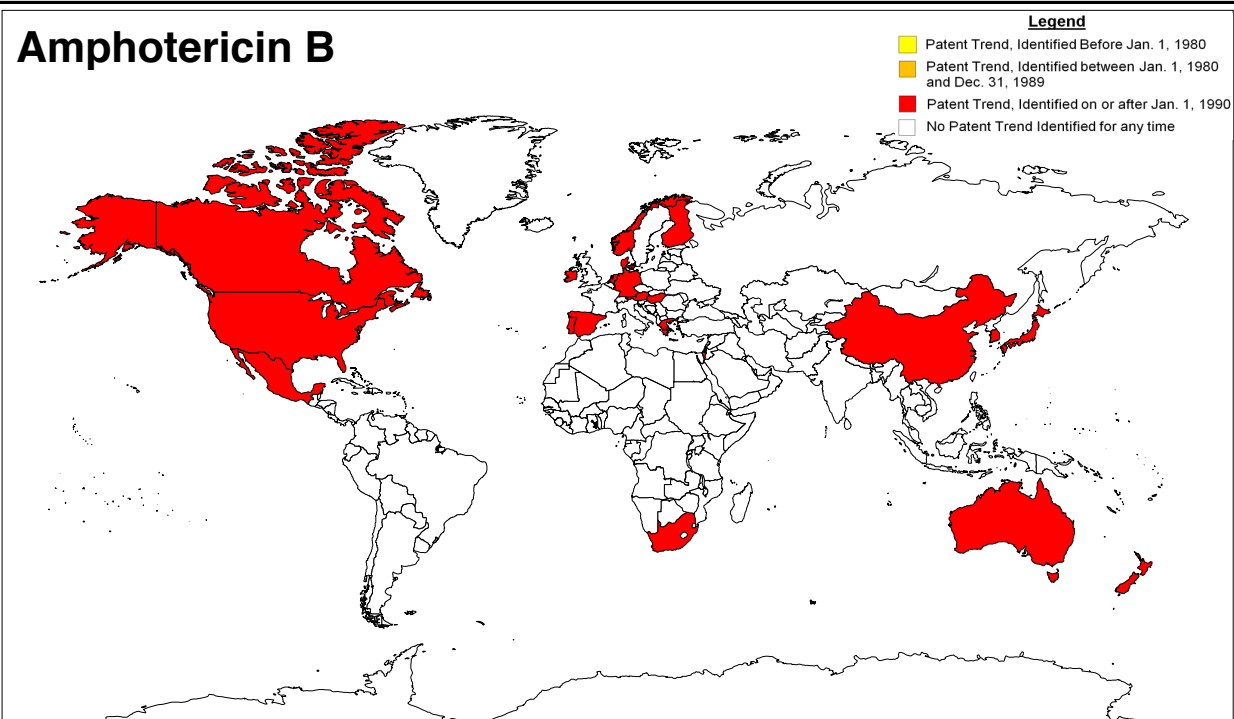 Amphotericin B
Legend
Patent Trend, Identified Before Jan. 1, 1980
Patent Trend, Identified between Jan. 1, 1980
and Dec. 31, 1989
Patent Trend, Identified on or after Jan. 1, 1990
No Patent Trend Identified for any time